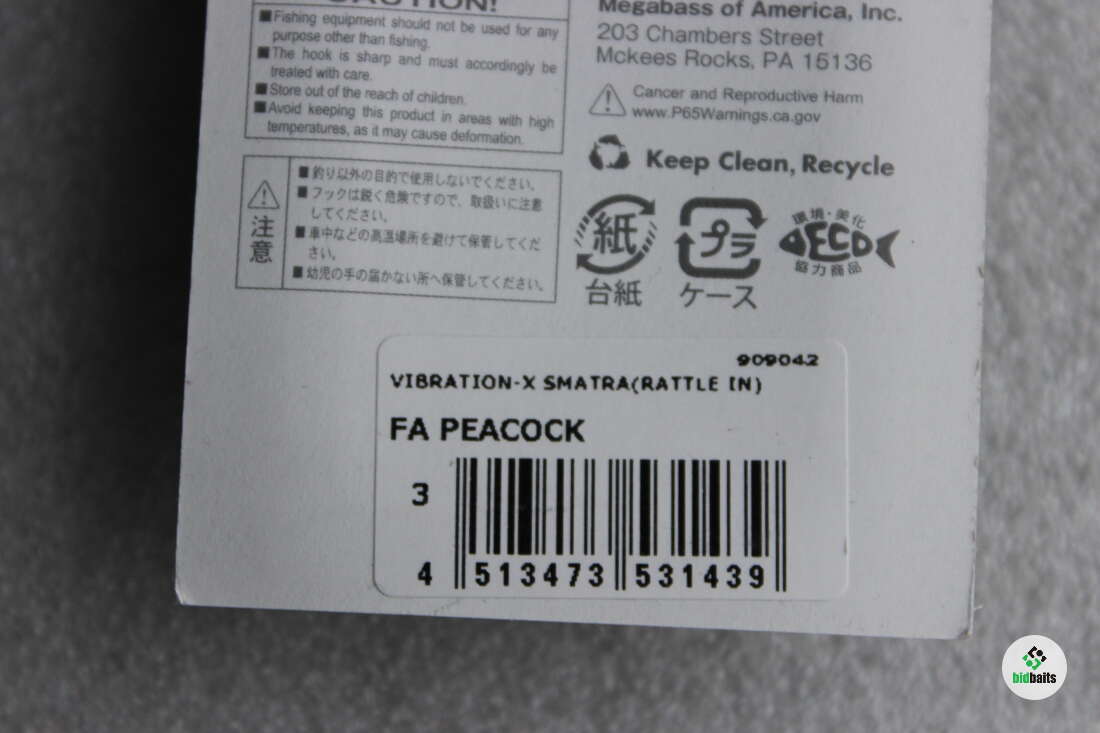 CAUTION!
■Fishing equipment should not be used for any
purpose other than fishing.
■The hook is sharp and must accordingly be
treated with care.
■Store out of the reach of children.
■Avoid keeping this product in areas with high
temperatures, as it may cause deformation.
注意
■釣り以外の目的で使用しないでください。
■フックは鋭く危険ですので、取扱いに注意
してください。
■車中などの高温場所を避けて保管してくだ
さい。
■幼児の手の届かない所へ保管してください。
Megabass of America, Inc.
203 Chambers Street
Mckees Rocks, PA 15136
Cancer and Reproductive Harm
www.P65Warnings.ca.gov
Keep Clean, Recycle
紙
台紙
プラ
ケース
環境・美化
ECO
協力商品
909042
VIBRATION-X SMATRA(RATTLE IN)
FA PEACOCK
3
4 513473 531439
bidbaits